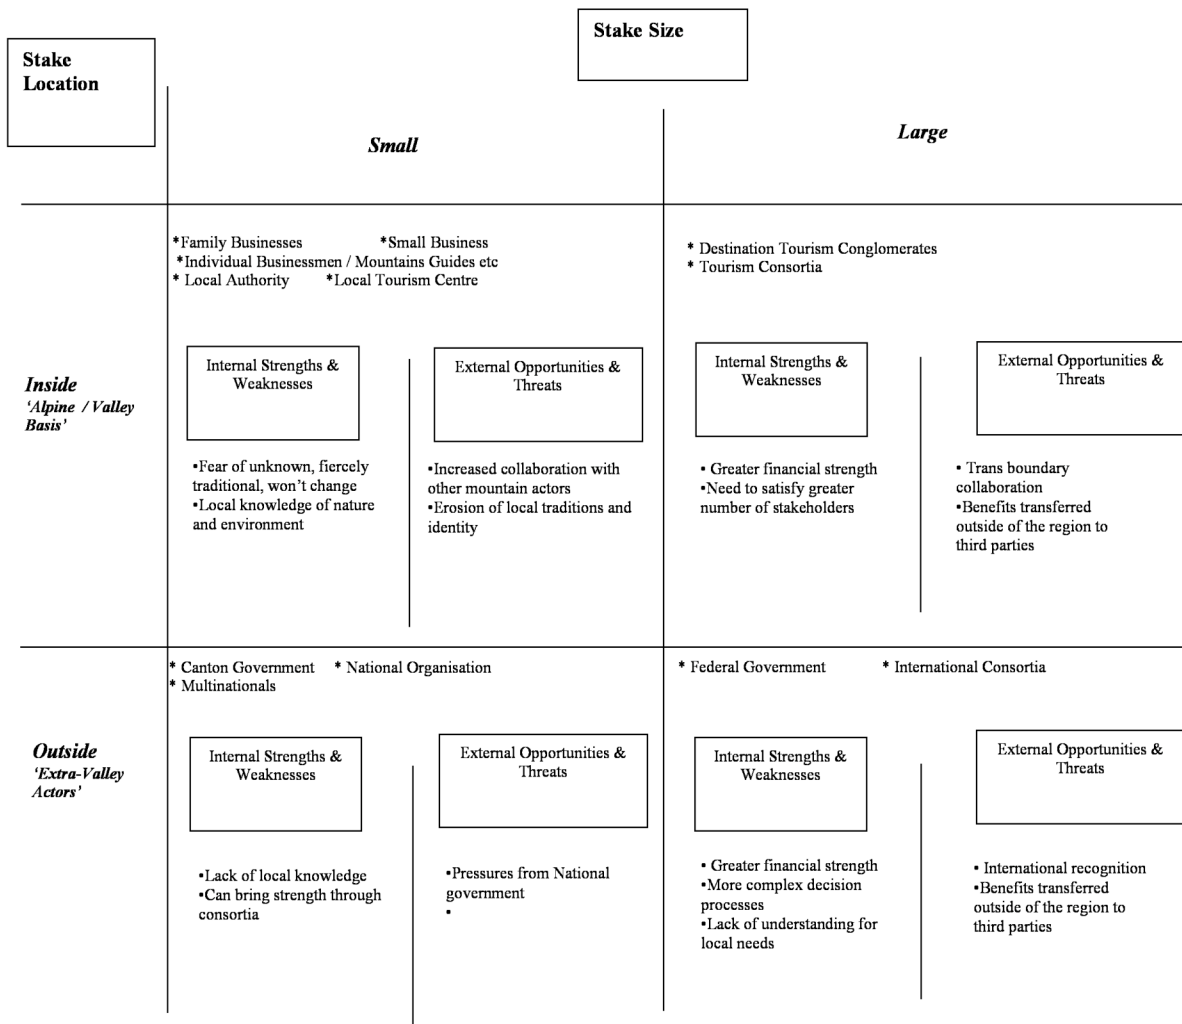 Stake Size
Stake
Location
Small
Large
*Family Businesses *Small Business
*Individual Businessmen / Mountains Guides etc
* Local Authority *Local Tourism Centre
* Destination Tourism Conglomerates
* Tourism Consortia
Inside
‘Alpine / Valley
Basis’
Internal Strengths &
Weaknesses
External Opportunities &
Threats
Internal Strengths &
Weaknesses
External Opportunities &
Threats
▪Fear of unknown, fiercely
traditional, won’t change
▪Local knowledge of nature
and environment
▪Increased collaboration with
other mountain actors
▪Erosion of local traditions and
identity
▪ Greater financial strength
▪Need to satisfy greater
number of stakeholders
▪ Trans boundary
collaboration
▪Benefits transferred
outside of the region to
third parties
* Canton Government * National Organisation
* Multinationals
* Federal Government * International Consortia
Outside
‘Extra-Valley
Actors’
Internal Strengths &
Weaknesses
External Opportunities &
Threats
Internal Strengths &
Weaknesses
External Opportunities &
Threats
▪Lack of local knowledge
▪Can bring strength through
consortia
▪Pressures from National
government
▪
▪ Greater financial strength
▪More complex decision
processes
▪Lack of understanding for
local needs
▪ International recognition
▪Benefits transferred
outside of the region to
third parties